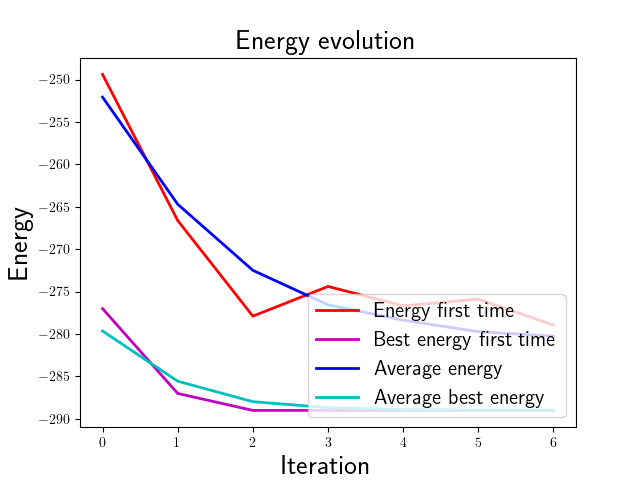 Energy evolution
Energy
−250
−255
−260
−265
−270
−275
−280
−285
−290
Energy first time
Best energy first time
Average energy
Average best energy
0 1 2 3 4 5 6
Iteration